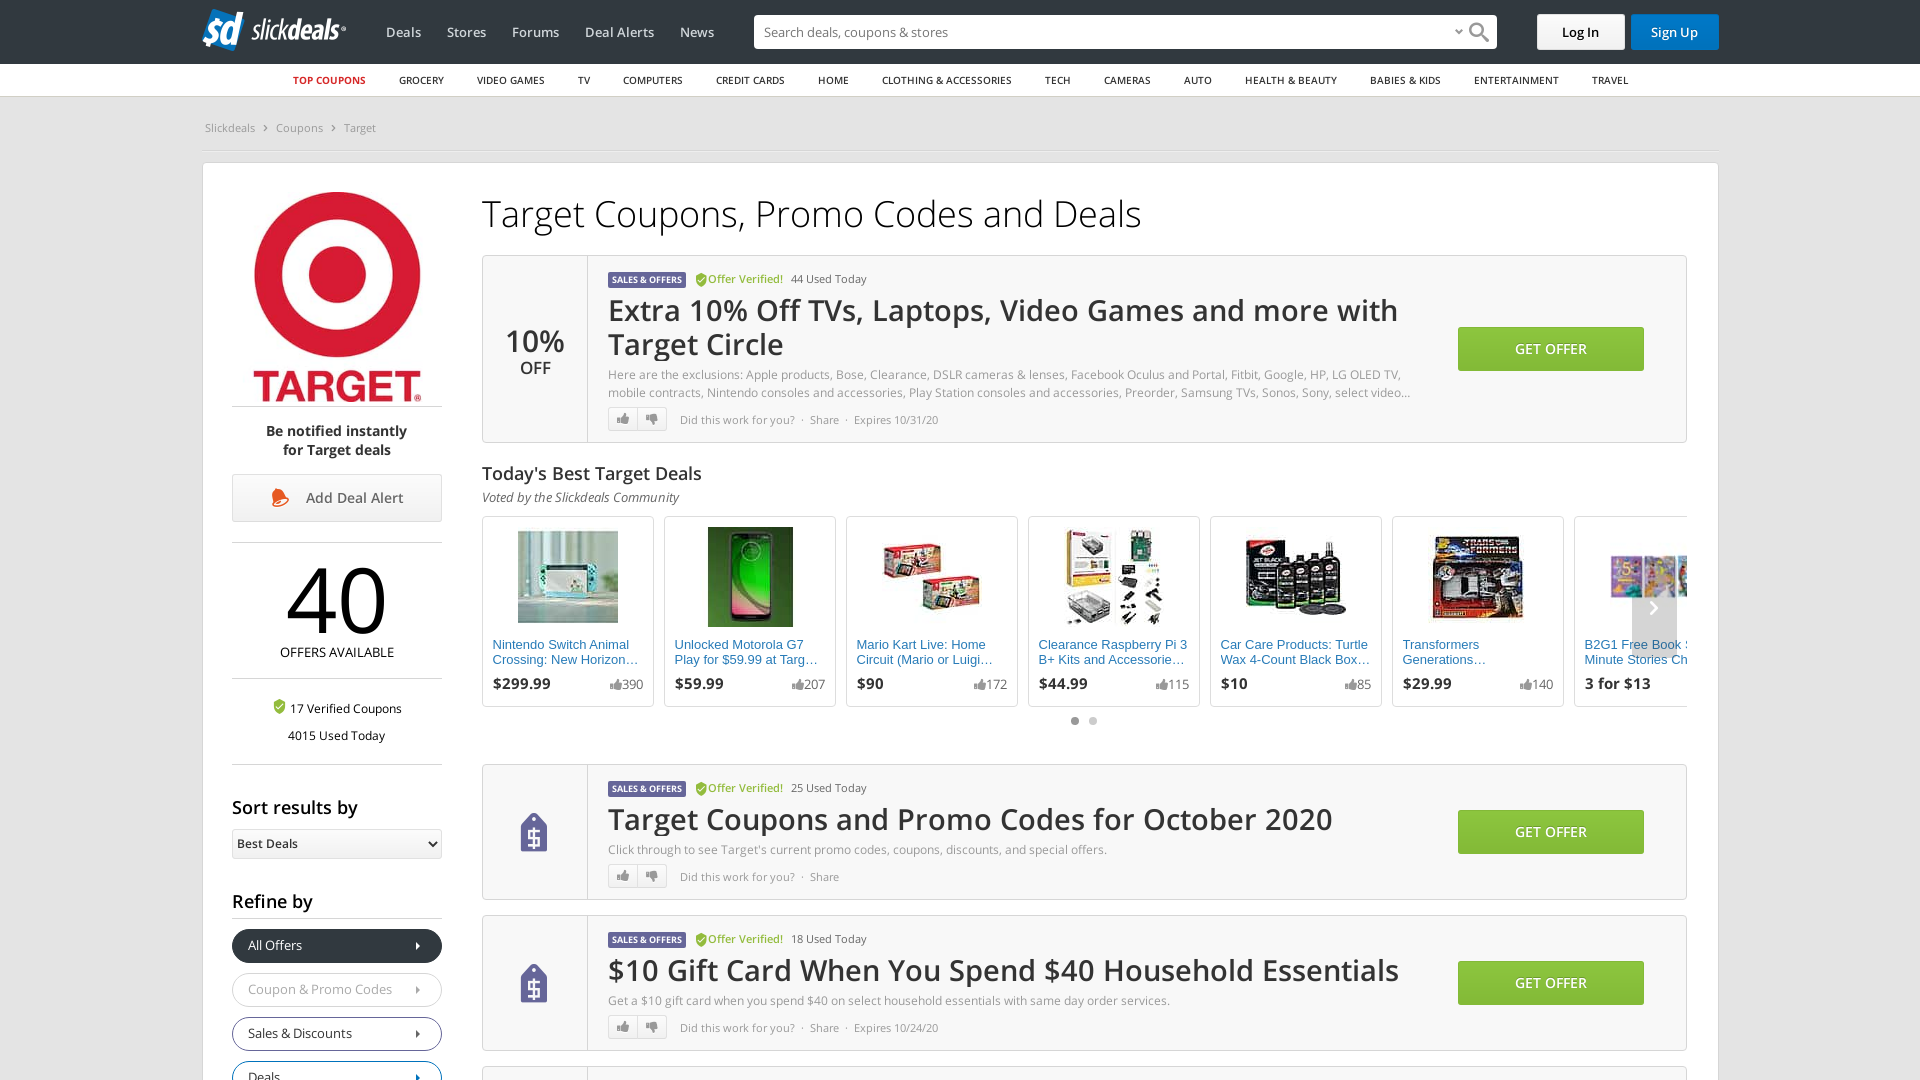 sd slickdeals®
Deals
Stores
Forums
Deal Alerts
News
Search deals, coupons & stores
Log In
Sign Up
TOP COUPONS
GROCERY
VIDEO GAMES
TV
COMPUTERS
CREDIT CARDS
HOME
CLOTHING & ACCESSORIES
TECH
CAMERAS
AUTO
HEALTH & BEAUTY
BABIES & KIDS
ENTERTAINMENT
TRAVEL
Slickdeals > Coupons > Target
TARGET®
Be notified instantly
for Target deals
Add Deal Alert
40
OFFERS AVAILABLE
17 Verified Coupons
4015 Used Today
Sort results by
Best Deals
Refine by
All Offers
Coupon & Promo Codes
Sales & Discounts
Deals
Target Coupons, Promo Codes and Deals
10%
OFF
SALES & OFFERS Offer Verified! 44 Used Today
Extra 10% Off TVs, Laptops, Video Games and more with
Target Circle
Here are the exclusions: Apple products, Bose, Clearance, DSLR cameras & lenses, Facebook Oculus and Portal, Fitbit, Google, HP, LG OLED TV,
mobile contracts, Nintendo consoles and accessories, Play Station consoles and accessories, Preorder, Samsung TVs, Sonos, Sony, select video...
Did this work for you? · Share · Expires 10/31/20
GET OFFER
Today's Best Target Deals
Voted by the Slickdeals Community
Nintendo Switch Animal
Crossing: New Horizon…
$299.99 390
Unlocked Motorola G7
Play for $59.99 at Targ…
$59.99 207
Mario Kart Live: Home
Circuit (Mario or Luigi…
$90 172
Clearance Raspberry Pi 3
B+ Kits and Accessorie…
$44.99 115
Car Care Products: Turtle
Wax 4-Count Black Box…
$10 85
Transformers
Generations…
$29.99 140
B2G1 Free Book
Minute Stories Ch
3 for $13
SALES & OFFERS Offer Verified! 25 Used Today
Target Coupons and Promo Codes for October 2020
Click through to see Target's current promo codes, coupons, discounts, and special offers.
Did this work for you? · Share
GET OFFER
SALES & OFFERS Offer Verified! 18 Used Today
$10 Gift Card When You Spend $40 Household Essentials
Get a $10 gift card when you spend $40 on select household essentials with same day order services.
Did this work for you? · Share · Expires 10/24/20
GET OFFER